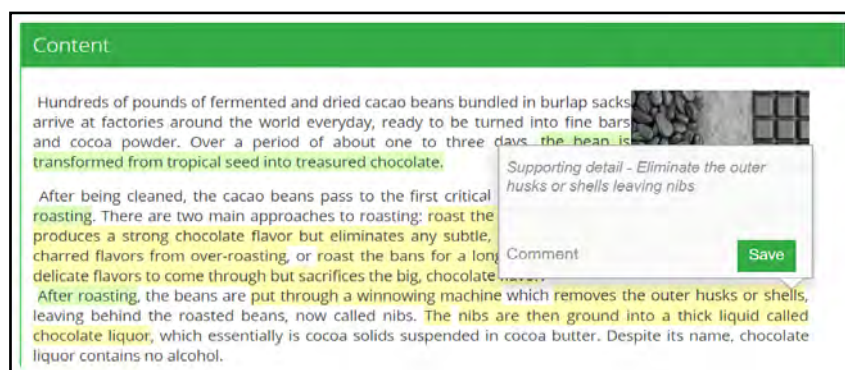 Content
Hundreds of pounds of fermented and dried cacao beans bundled in burlap sacks
arrive at factories around the world everyday, ready to be turned into fine bars
and cocoa powder. Over a period of about one to three days, the bean is
transformed from tropical seed into treasured chocolate.
Supporting detail - Eliminate the outer
husks or shells leaving nibs
Comment
Save
After being cleaned, the cacao beans pass to the first critical
roasting. There are two main approaches to roasting: roast the
produces a strong chocolate flavor but eliminates any subtle,
charred flavors from over-roasting, or roast the bans for a long
delicate flavors to come through but sacrifices the big, chocolate
After roasting, the beans are put through a winnowing machine which removes the outer husks or shells,
leaving behind the roasted beans, now called nibs. The nibs are then ground into a thick liquid called
chocolate liquor, which essentially is cocoa solids suspended in cocoa butter. Despite its name, chocolate
liquor contains no alcohol.